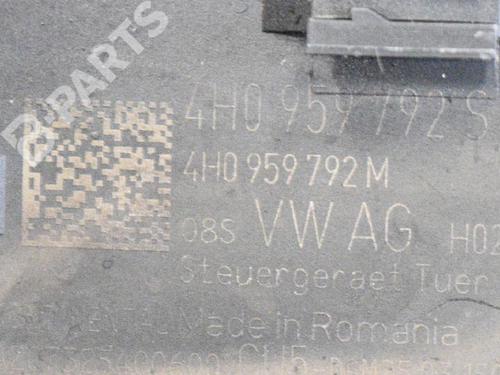 B-PARTS
4H0 959 792 S
4H0 959 792 M
08S VW AG H02
Steuergeraet Tuer
Made in Romania